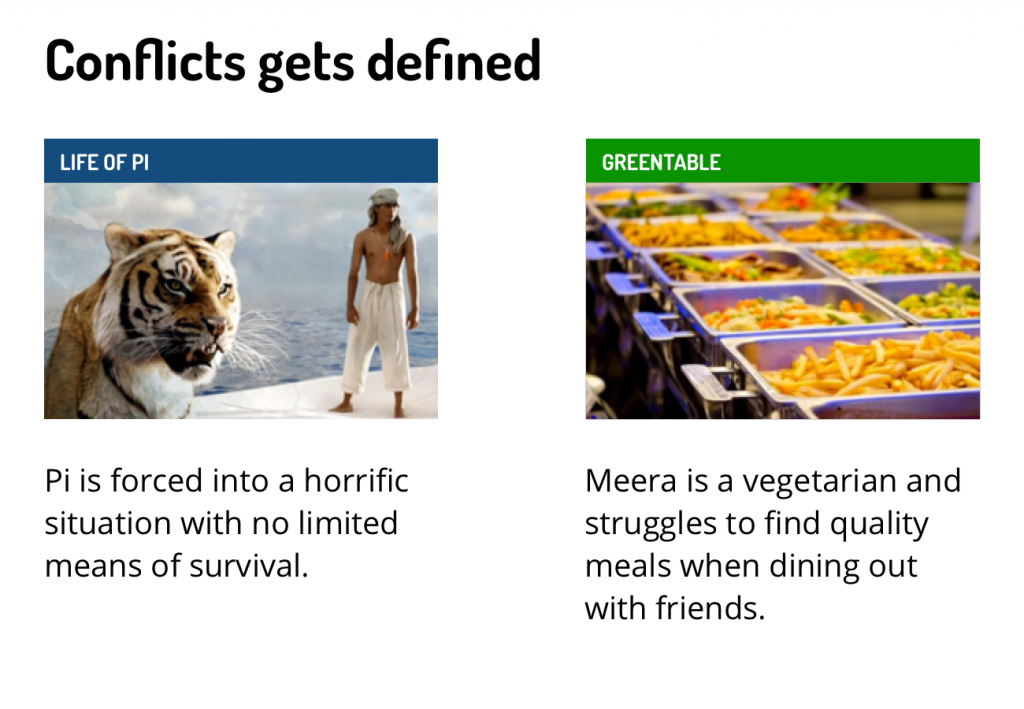 Conflicts gets defined
LIFE OF PI
Pi is forced into a horrific
situation with no limited
means of survival.
GREENTABLE
Meera is a vegetarian and
struggles to find quality
meals when dining out
with friends.